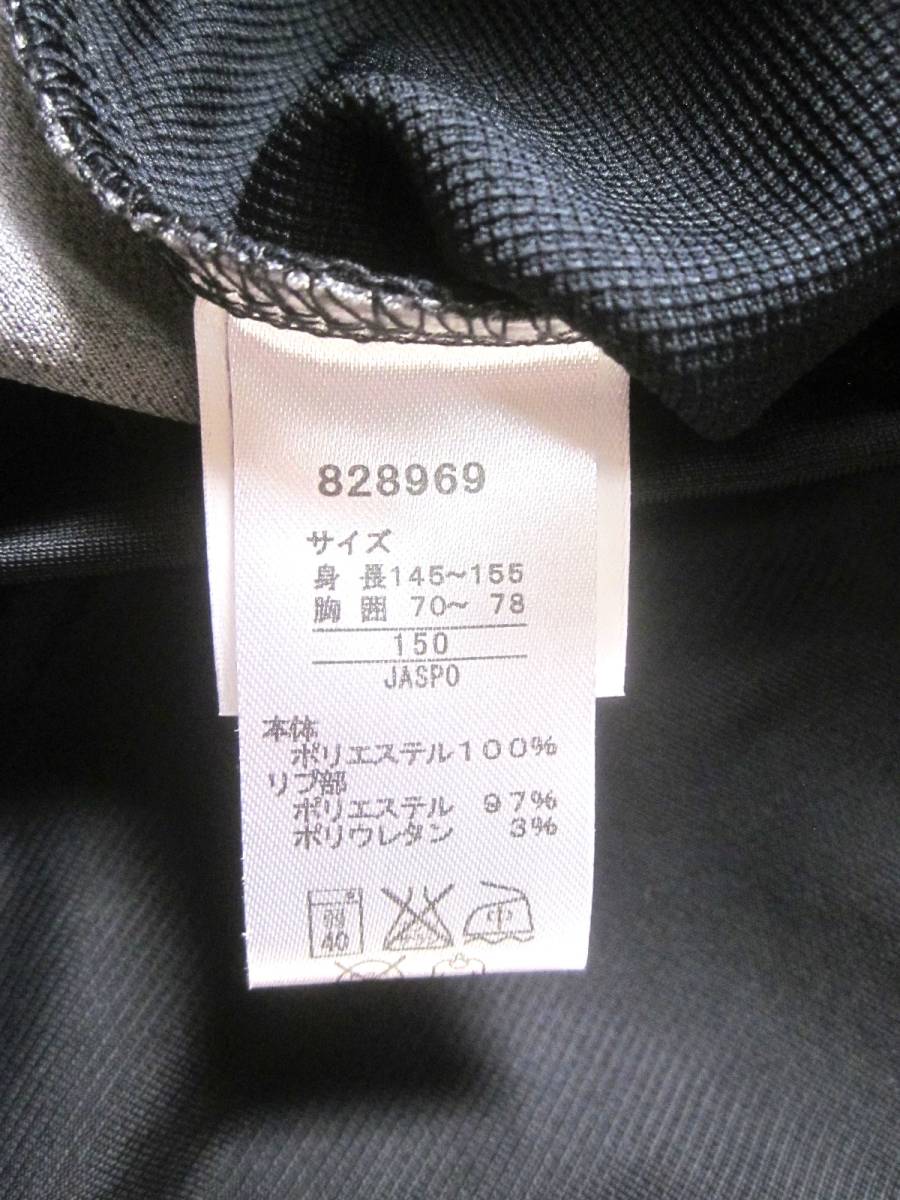 828969
サイズ
身 長145~155
胸 囲 70~ 78
150
JASPO
本体
ポリエステル100%
リブ部
ポリエステル 97%
ポリウレタン 3%
弱
40
中